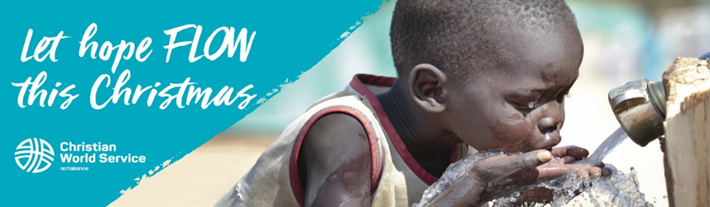 Let hope FLOW
this Christmas
Christian
World Service
actalliance